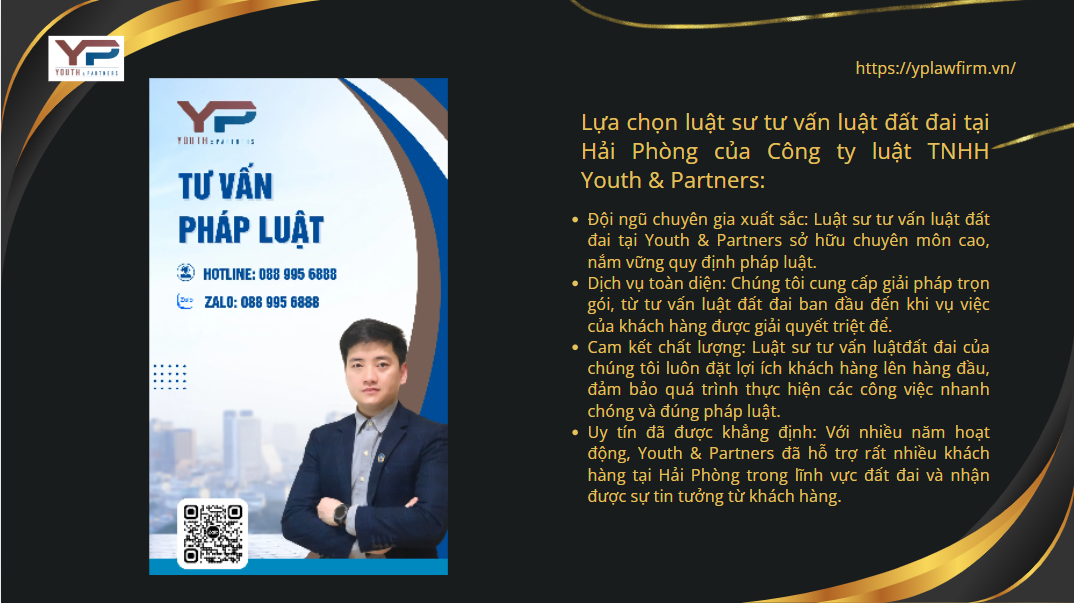 YP
YOUTH & PARTNERS
https://yplawfirm.vn/
YP
YOUTH & PARTNERS
TƯ VẤN
PHÁP LUẬT
HOTLINE: 088 995 6888
Zalo
ZALO: 088 995 6888
Lựa chọn luật sư tư vấn luật đất đai tại
Hải Phòng của Công ty luật TNHH
Youth & Partners:
• Đội ngũ chuyên gia xuất sắc: Luật sư tư vấn luật đất
đai tại Youth & Partners sở hữu chuyên môn cao,
nắm vững quy định pháp luật.
• Dịch vụ toàn diện: Chúng tôi cung cấp giải pháp trọn
gói, từ tư vấn luật đất đai ban đầu đến khi vụ việc
của khách hàng được giải quyết triệt để.
• Cam kết chất lượng: Luật sư tư vấn luậtđất đai của
chúng tôi luôn đặt lợi ích khách hàng lên hàng đầu,
đảm bảo quá trình thực hiện các công việc nhanh
chóng và đúng pháp luật.
• Uy tín đã được khẳng định: Với nhiều năm hoạt
động, Youth & Partners đã hỗ trợ rất nhiều khách
hàng tại Hải Phòng trong lĩnh vực đất đai và nhận
được sự tin tưởng từ khách hàng.